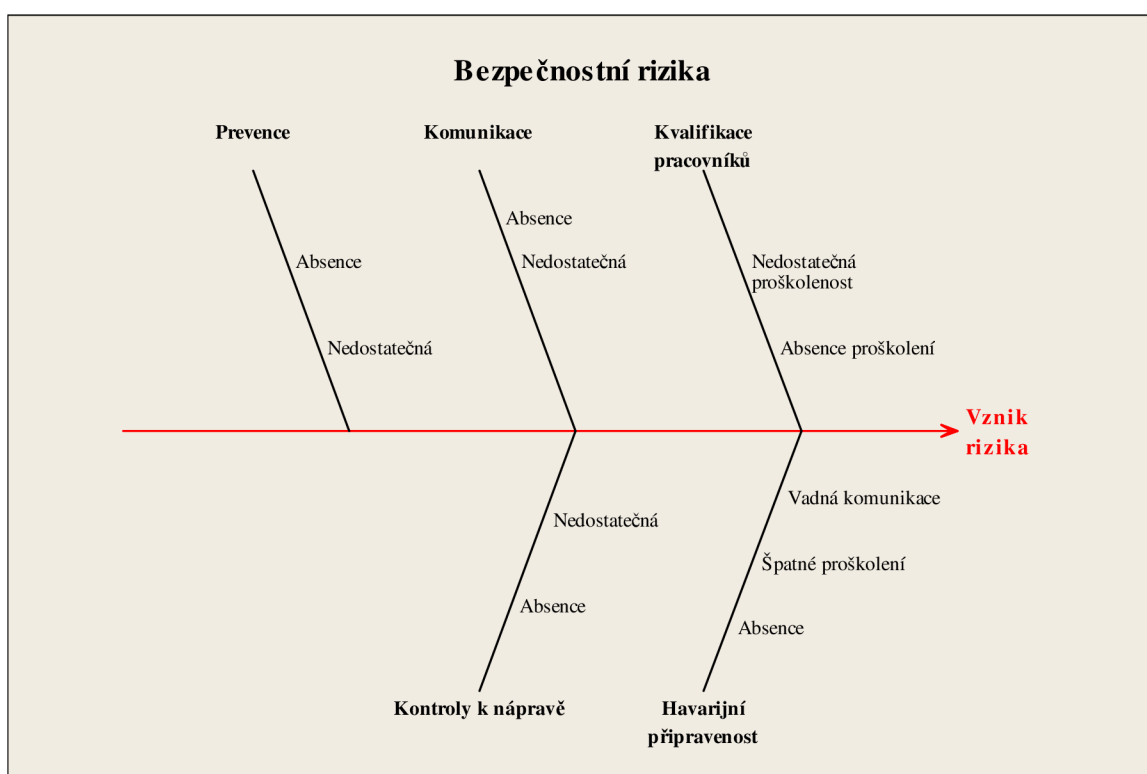 Bezpečnostní rizika
Prevence
Komunikace
Kvalifikace
pracovníků
Absence
Nedostatečná
Absence
Nedostatečná
Nedostatečná
proškolenost
Absence proškolení
Vznik
rizika
Nedostatečná
Absence
Vadná komunikace
Špatné proškolení
Absence
Kontroly k nápravě
Havarijní
připravenost